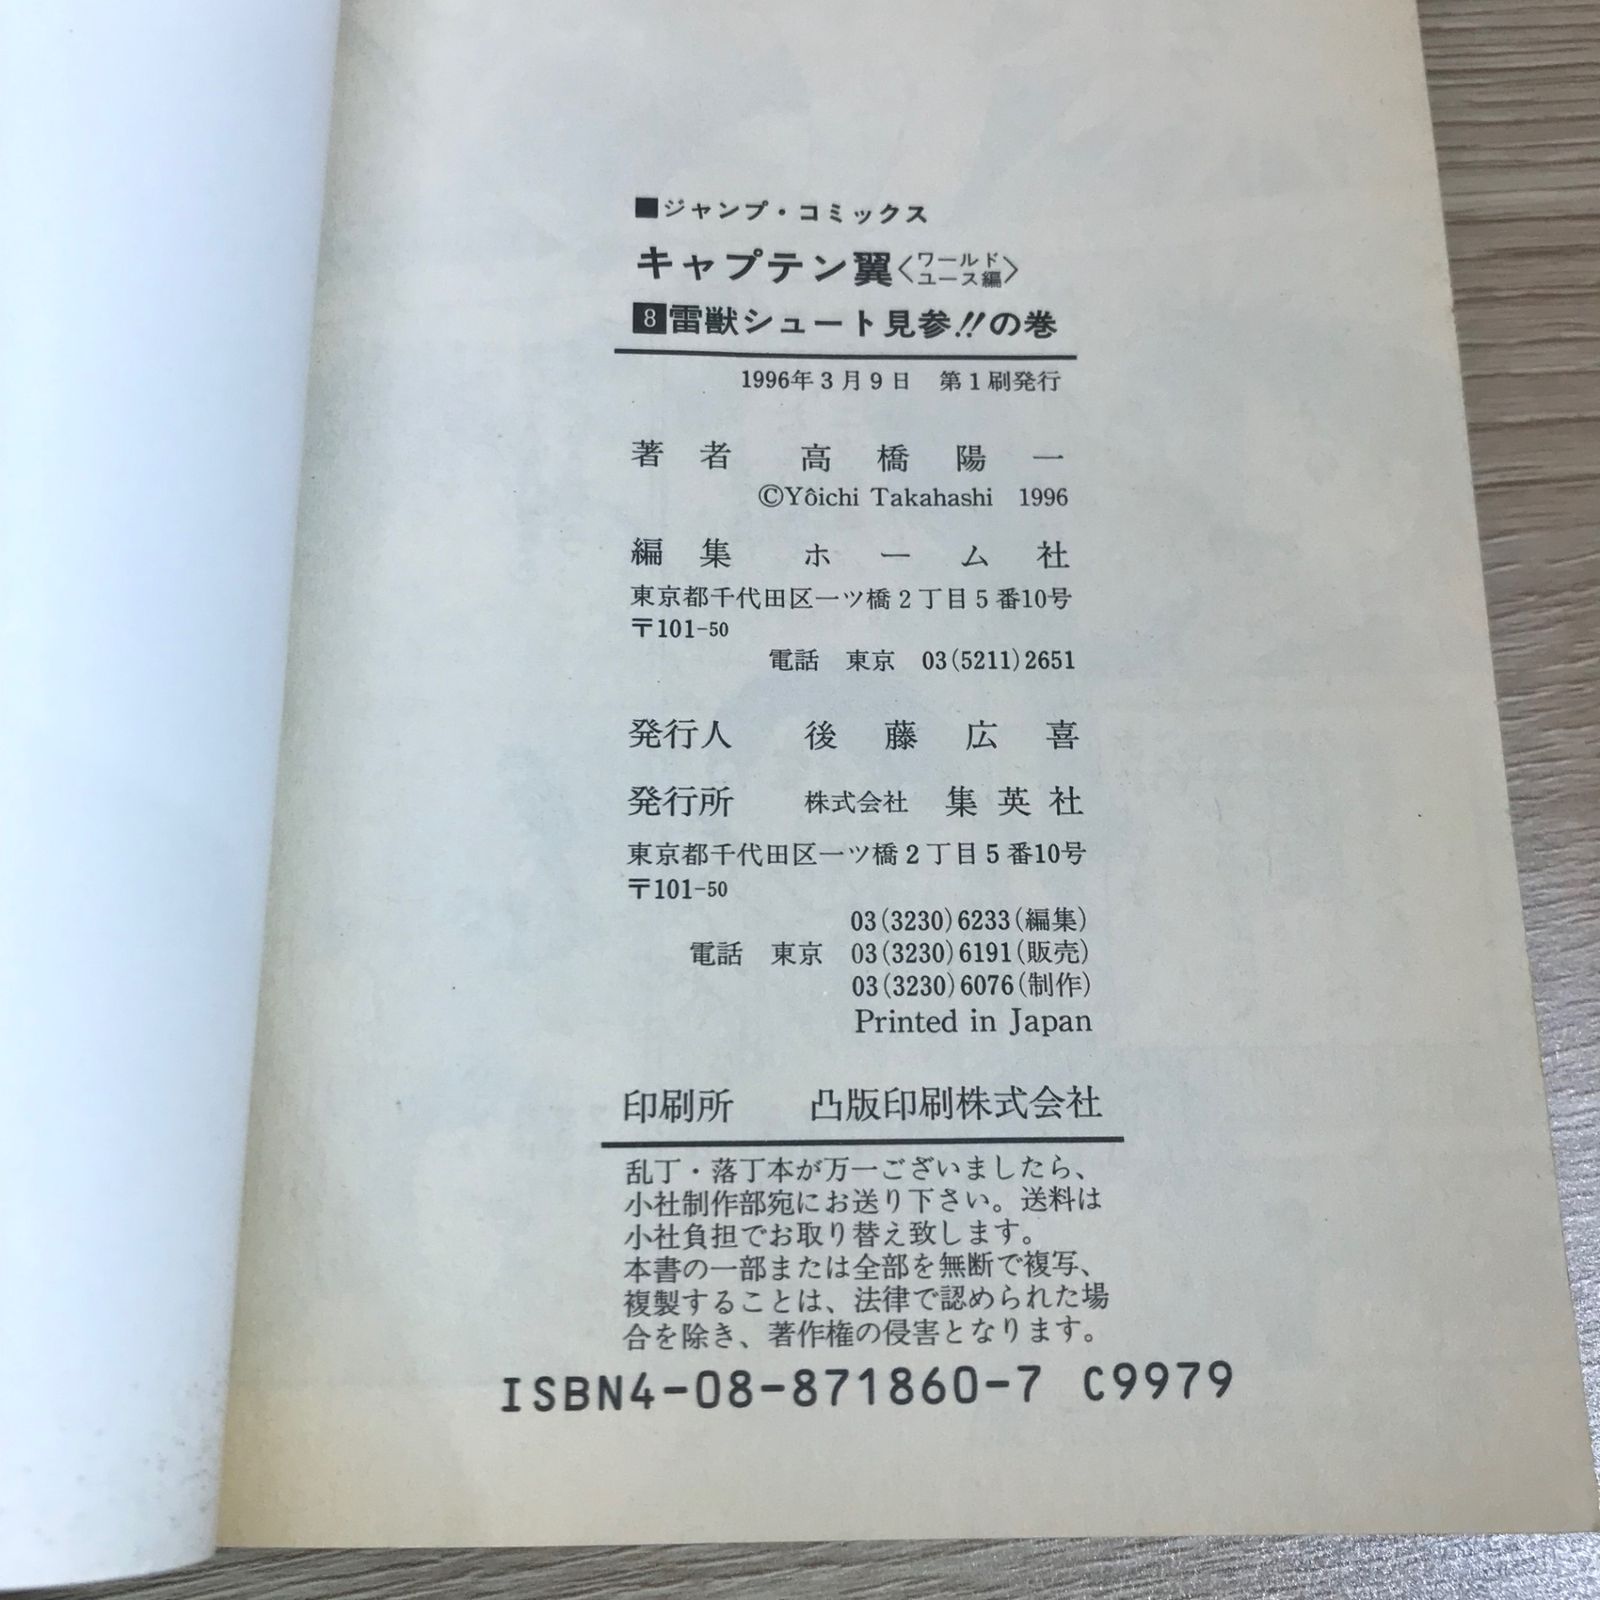 ■ジャンプ・コミックス
キャプテン翼〈ワールドユース編〉
8雷獣シュート見参!!の巻
1996年3月9日 第1刷発行
著者 高橋陽一
©Yôichi Takahashi 1996
編集 ホーム社
東京都千代田区一ツ橋2丁目5番10号
〒101-50
電話 東京 03(5211)2651
発行人 後藤広喜
発行所 株式会社 集英社
東京都千代田区一ツ橋2丁目5番10号
〒101-50
03(3230)6233(編集)
電話 東京 03(3230)6191(販売)
03(3230)6076(制作)
Printed in Japan
印刷所 凸版印刷株式会社
乱丁・落丁本が万一ございましたら、
小社制作部宛にお送り下さい。送料は
小社負担でお取り替え致します。
本書の一部または全部を無断で複写、
複製することは、法律で認められた場
合を除き、著作権の侵害となります。
ISBN4-08-871860-7 C9979